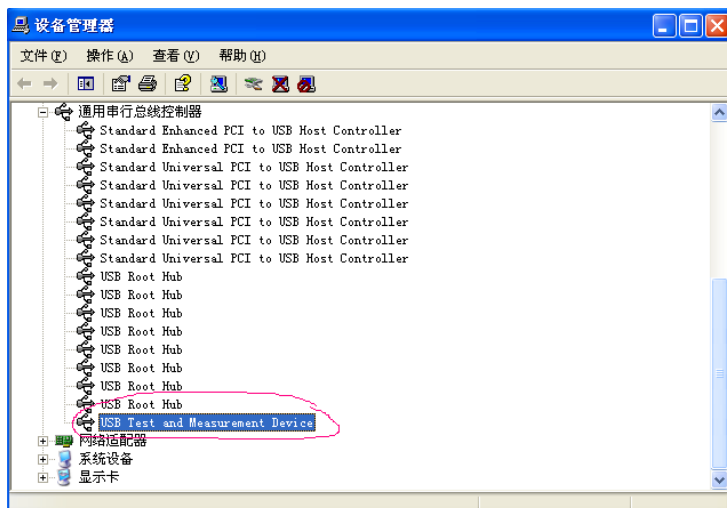 设备管理器
文件(F) 操作(A) 查看(V) 帮助(H)
通用串行总线控制器
Standard Enhanced PCI to USB Host Controller
Standard Enhanced PCI to USB Host Controller
Standard Universal PCI to USB Host Controller
Standard Universal PCI to USB Host Controller
Standard Universal PCI to USB Host Controller
Standard Universal PCI to USB Host Controller
Standard Universal PCI to USB Host Controller
Standard Universal PCI to USB Host Controller
USB Root Hub
USB Root Hub
USB Root Hub
USB Root Hub
USB Root Hub
USB Root Hub
USB Root Hub
USB Root Hub
USB Test and Measurement Device
网络适配器
系统设备
显示卡